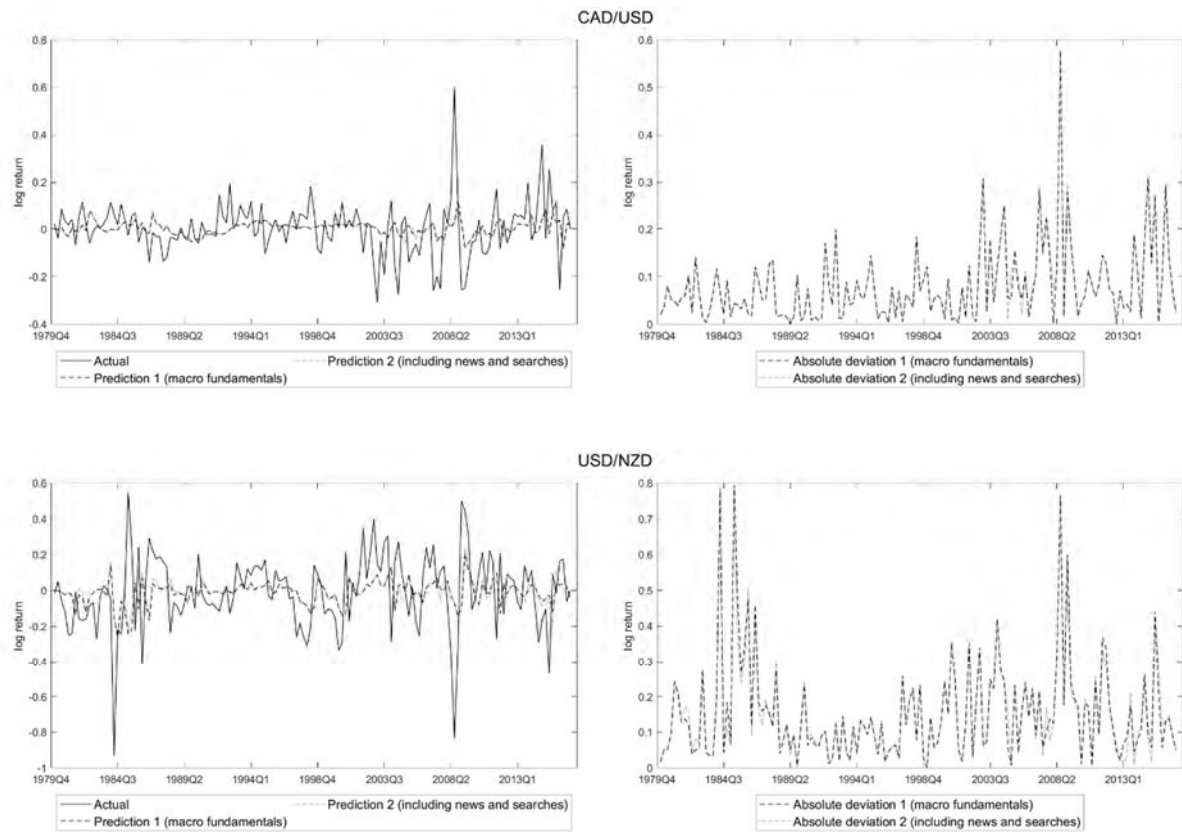 CAD/USD
0.8
0.6
0.4
0.2
0
-0.2
-0.4
log return
1979Q4 1984Q3 1989Q2 1994Q1 1998Q4 2003Q3 2008Q2 2013Q1
Actual
Prediction 1 (macro fundamentals)
Prediction 2 (including news and searches)
0.6
0.5
0.4
0.3
0.2
0.1
0
log return
1979Q4 1984Q3 1989Q2 1994Q1 1998Q4 2003Q3 2008Q2 2013Q1
Absolute deviation 1 (macro fundamentals)
Absolute deviation 2 (including news and searches)
USD/NZD
0.6
0.4
0.2
0
-0.2
-0.4
-0.6
-0.8
-1
log return
1979Q4 1984Q3 1989Q2 1994Q1 1998Q4 2003Q3 2008Q2 2013Q1
Actual
Prediction 1 (macro fundamentals)
Prediction 2 (including news and searches)
0.8
0.7
0.6
0.5
0.4
0.3
0.2
0.1
0
log return
1979Q4 1984Q3 1989Q2 1994Q1 1998Q4 2003Q3 2008Q2 2013Q1
Absolute deviation 1 (macro fundamentals)
Absolute deviation 2 (including news and searches)